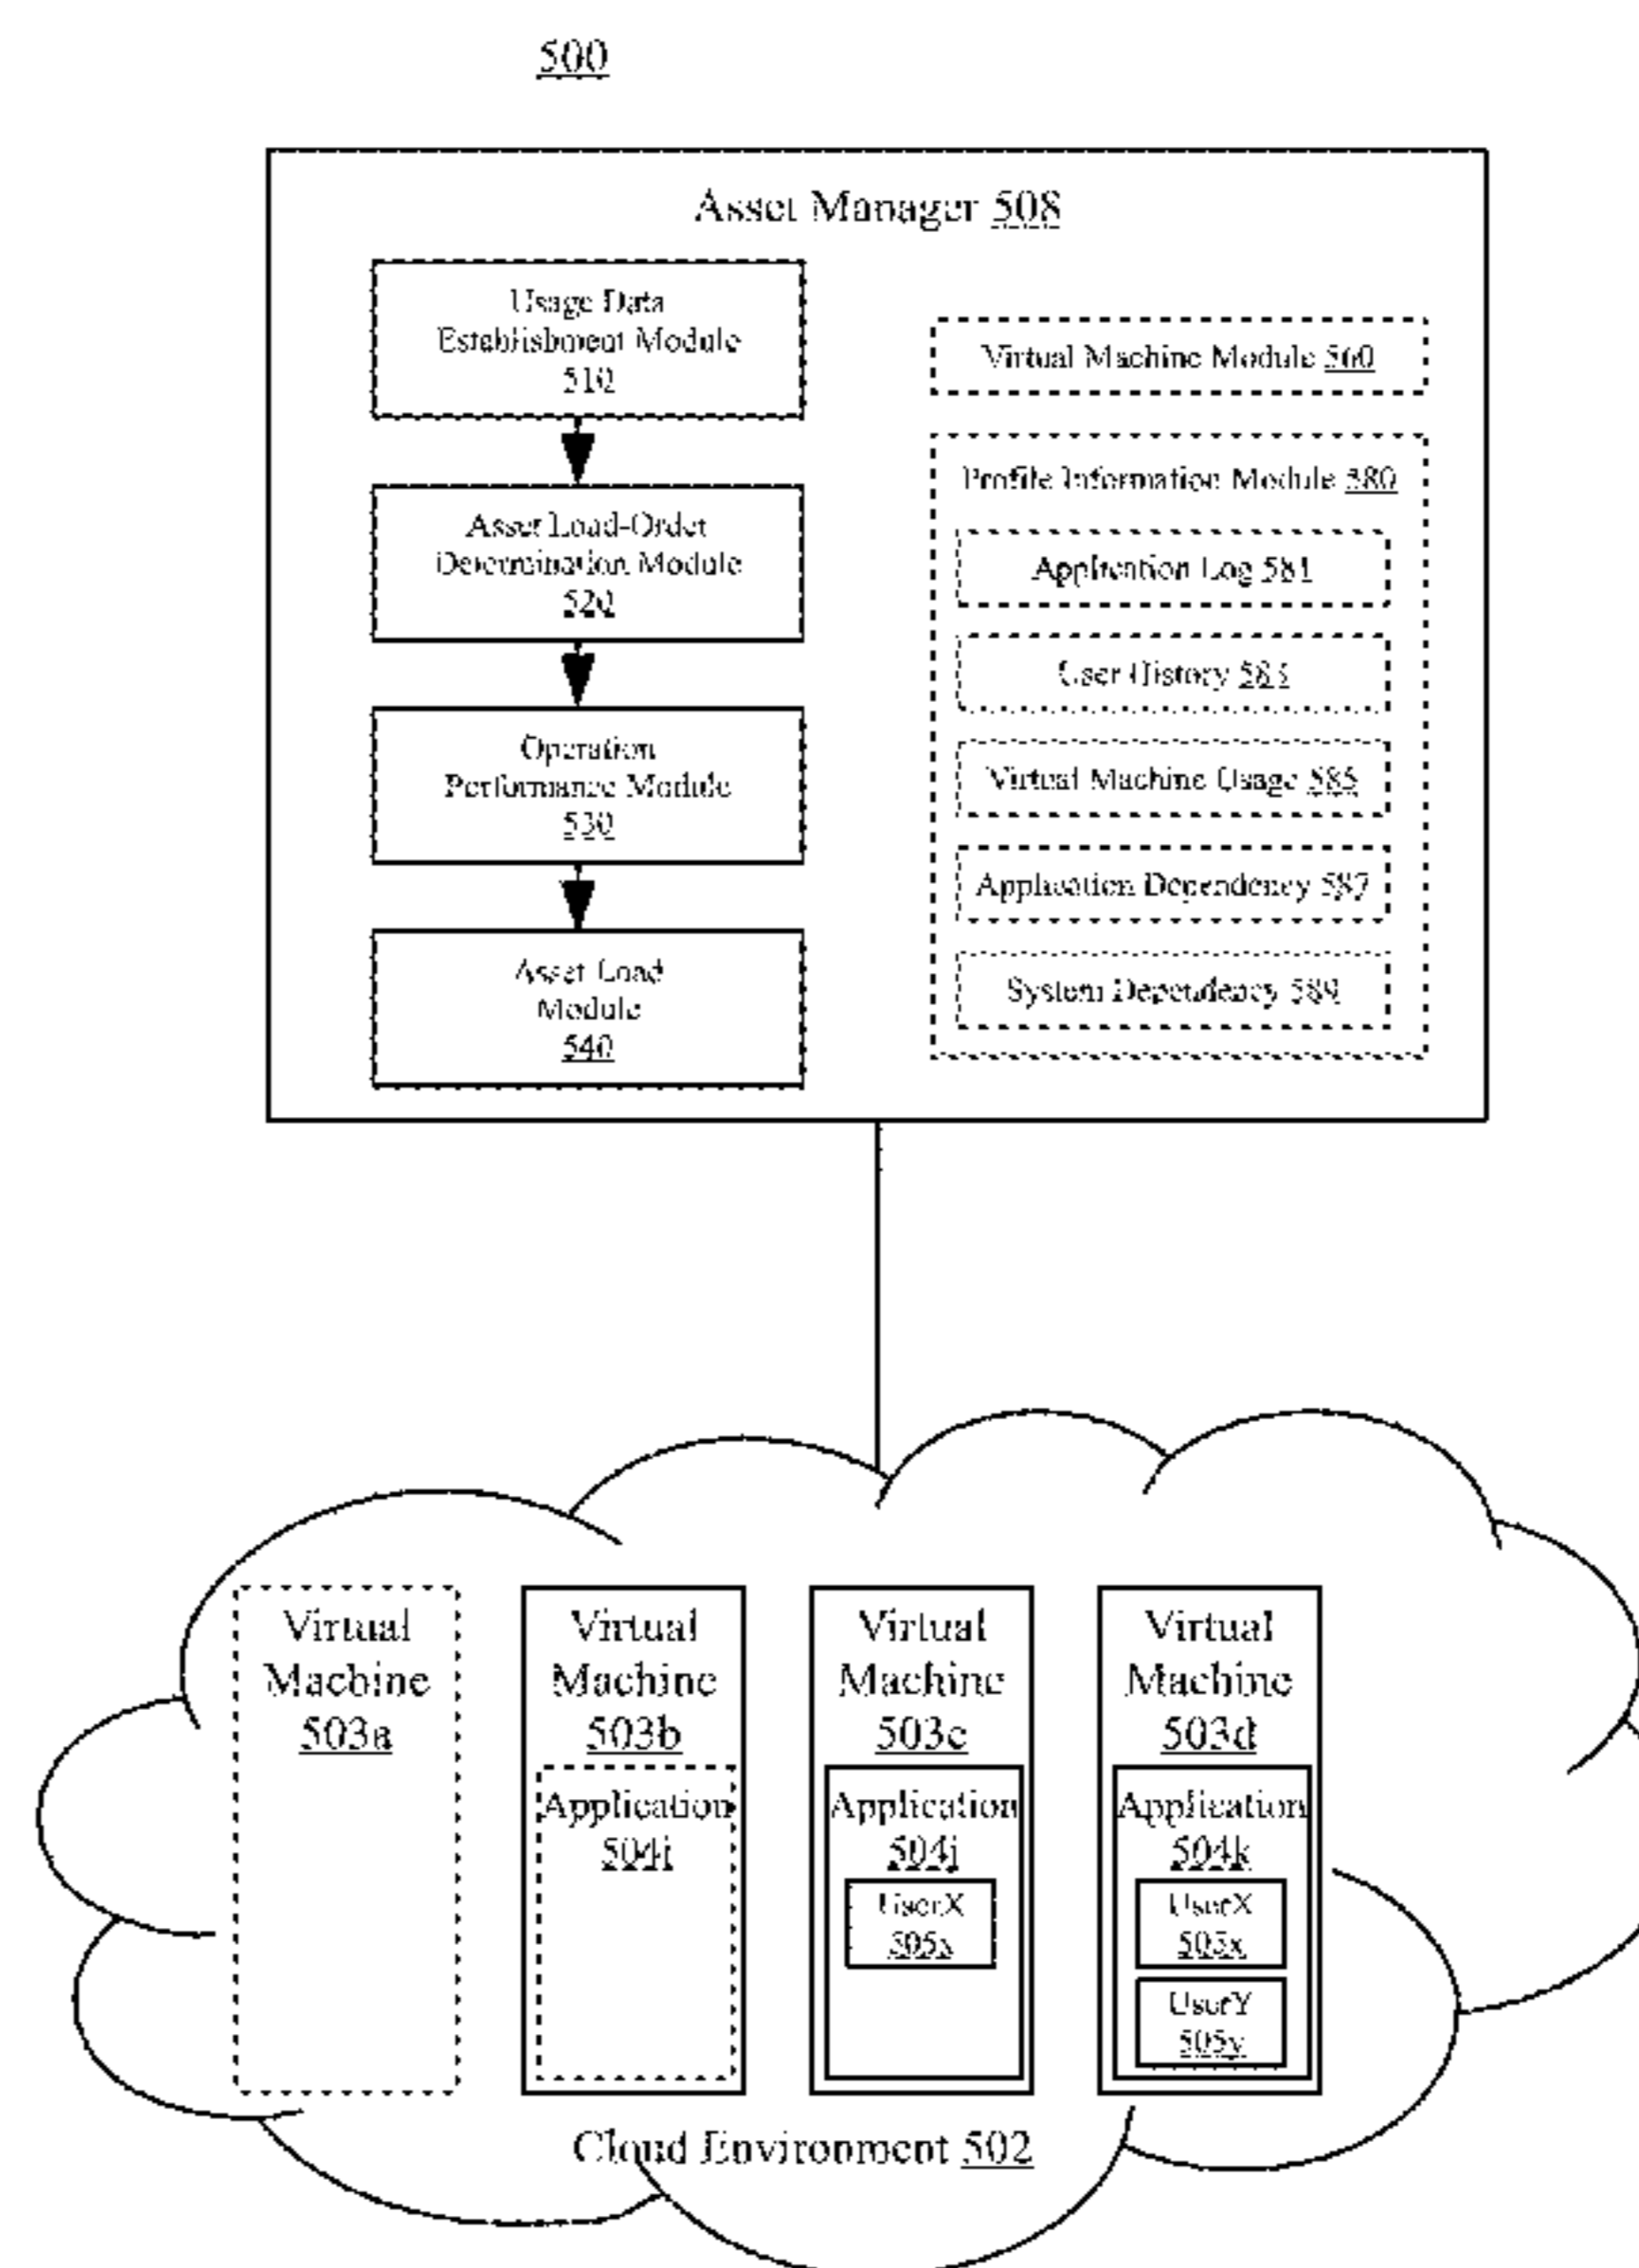 500
Asset Manager 508
Usage Data
Establishment Module
510
Asset Load-Order
Determination Module
520
Operation
Performance Module
530
Asset Load
Module
540
Virtual Machine Module 560
Profile Information Module 580
Application Log 581
User History 583
Virtual Machine Usage 585
Application Dependency 587
System Dependency 589
Virtual
Machine
503a
Virtual
Machine
503b
Application
504i
Virtual
Machine
503c
Application
504j
UserX
505x
Virtual
Machine
503d
Application
504k
UserX
505x
UserY
505y
Cloud Environment 502